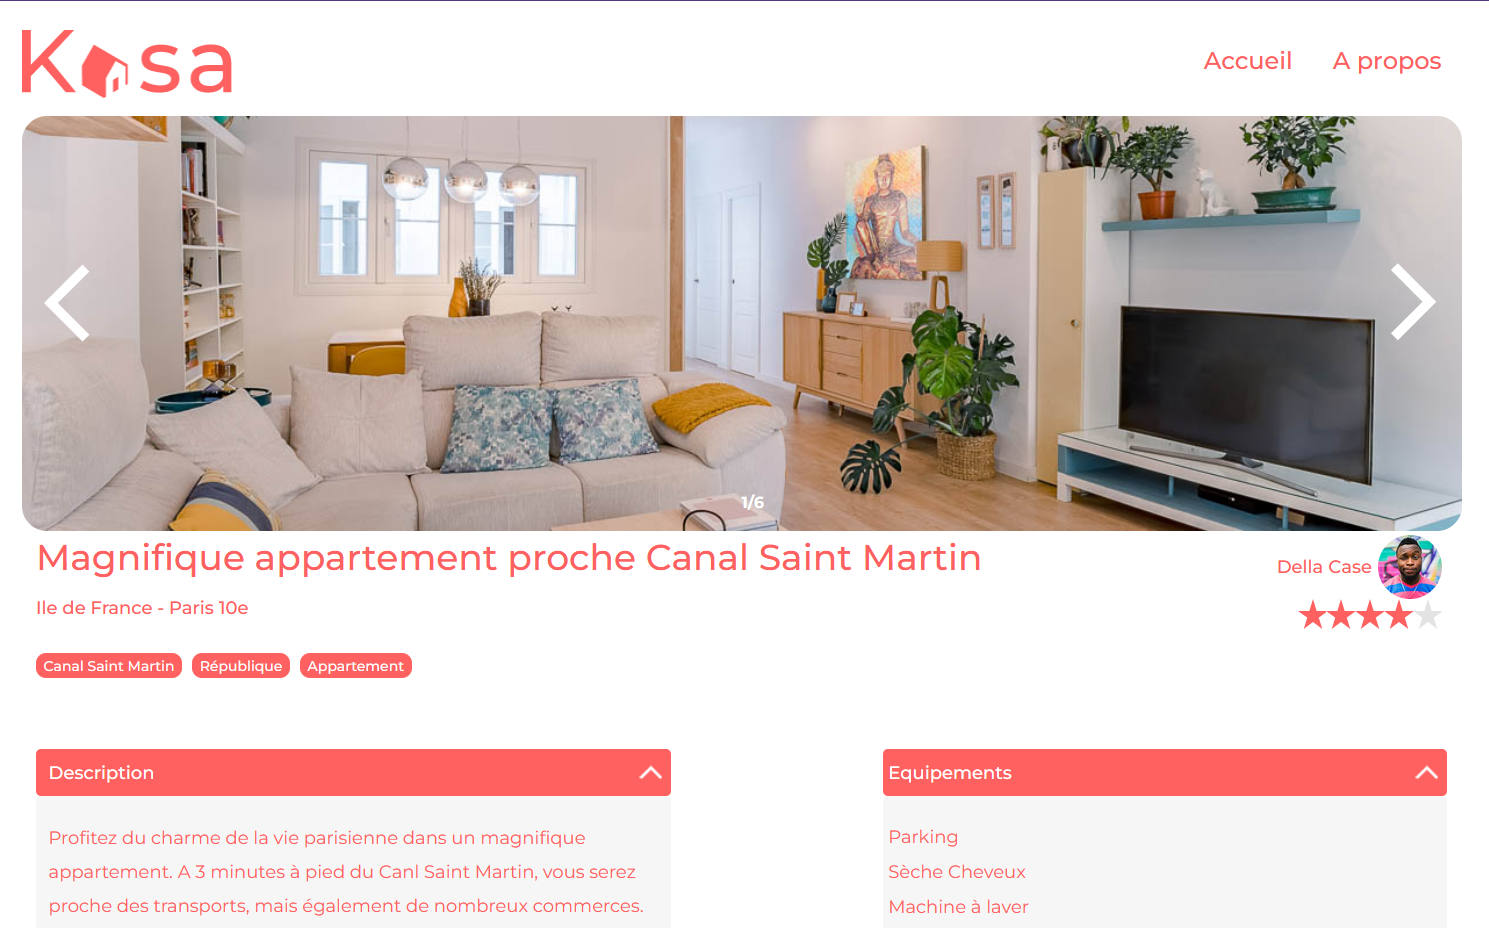 Kasa
Accueil A propos
1/6
Magnifique appartement proche Canal Saint Martin
Della Case
Ile de France - Paris 10e
Canal Saint Martin République Appartement
Description
Profitez du charme de la vie parisienne dans un magnifique
appartement. A 3 minutes à pied du Canl Saint Martin, vous serez
proche des transports, mais également de nombreux commerces.
Equipements
Parking
Sèche Cheveux
Machine à laver